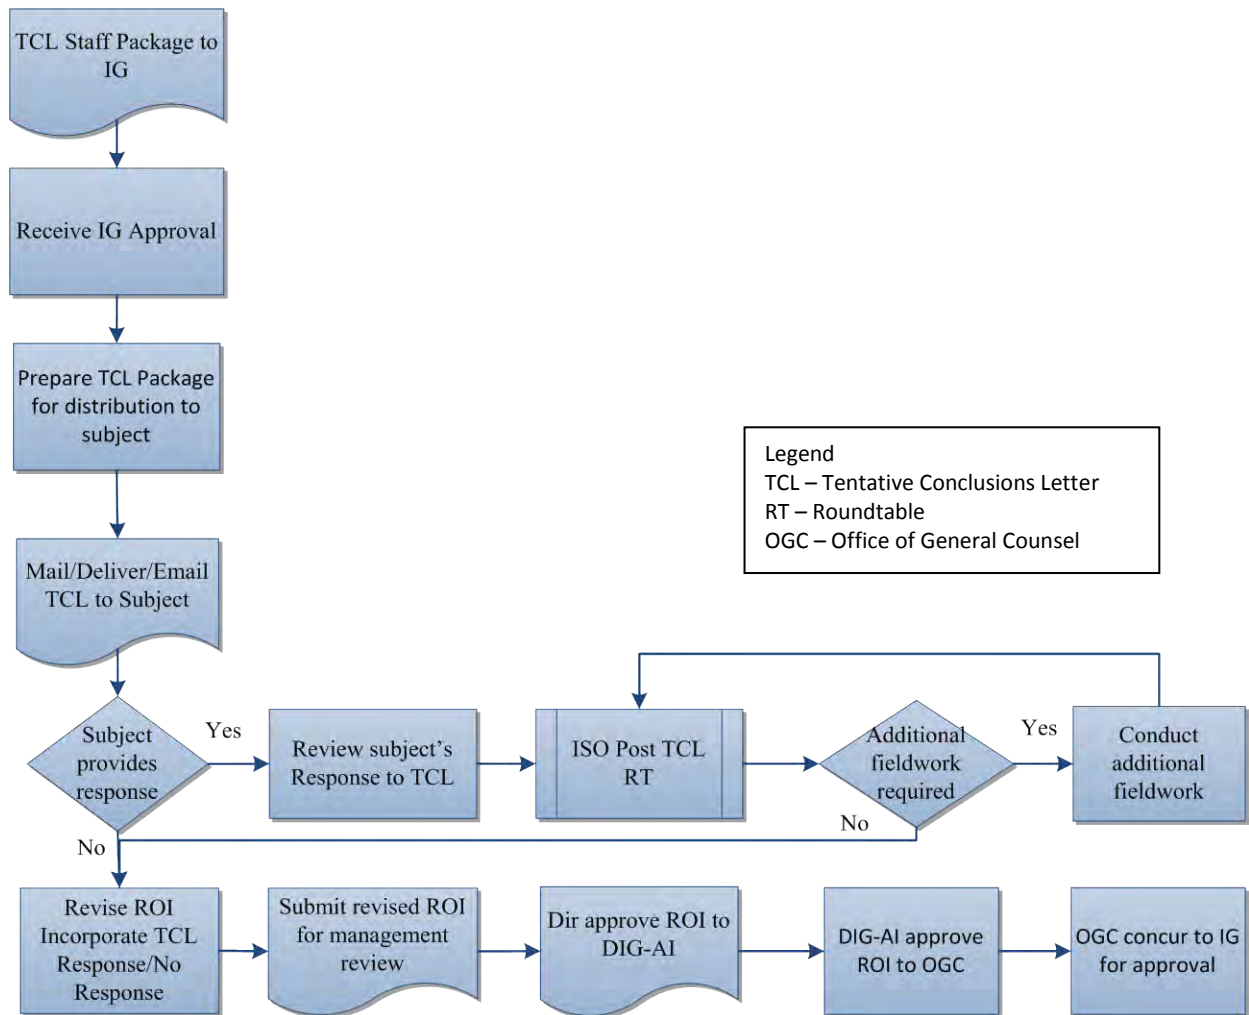 TCL Staff Package to
IG
Receive IG Approval
Prepare TCL Package
for distribution to
subject
Legend
TCL – Tentative Conclusions Letter
RT – Roundtable
OGC – Office of General Counsel
Mail/Deliver/Email
TCL to Subject
Subject
provides
response
Yes
Review subject's
Response to TCL
ISO Post TCL
RT
Additional
fieldwork
required
Yes
Conduct
additional
fieldwork
No
No
Revise ROI
Incorporate TCL
Response/No
Response
Submit revised ROI
for management
review
Dir approve ROI to
DIG-AI
DIG-AI approve
ROI to OGC
OGC concur to IG
for approval